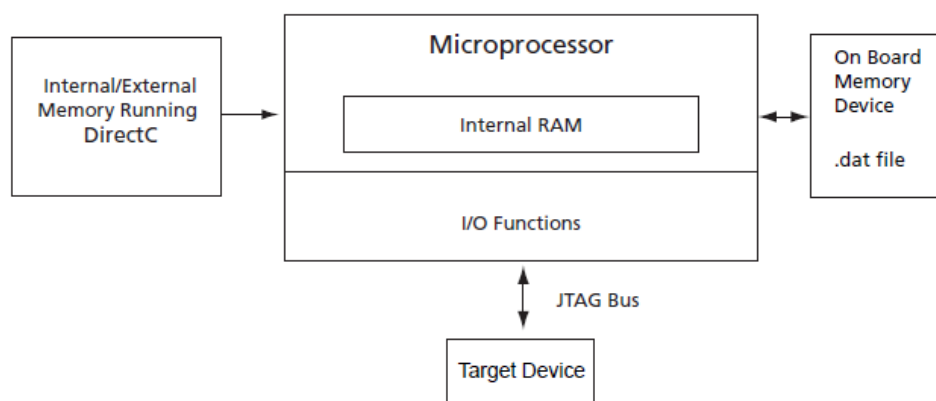 Internal/External
Memory Running
DirectC
Microprocessor
Internal RAM
I/O Functions
On Board
Memory
Device
.dat file
JTAG Bus
Target Device